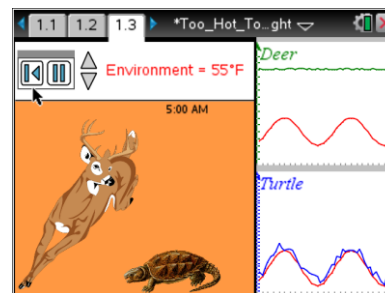 1.1 1.2 1.3 *Too_Hot_To...ght
Environment = 55°F
5:00 AM
Deer
Turtle